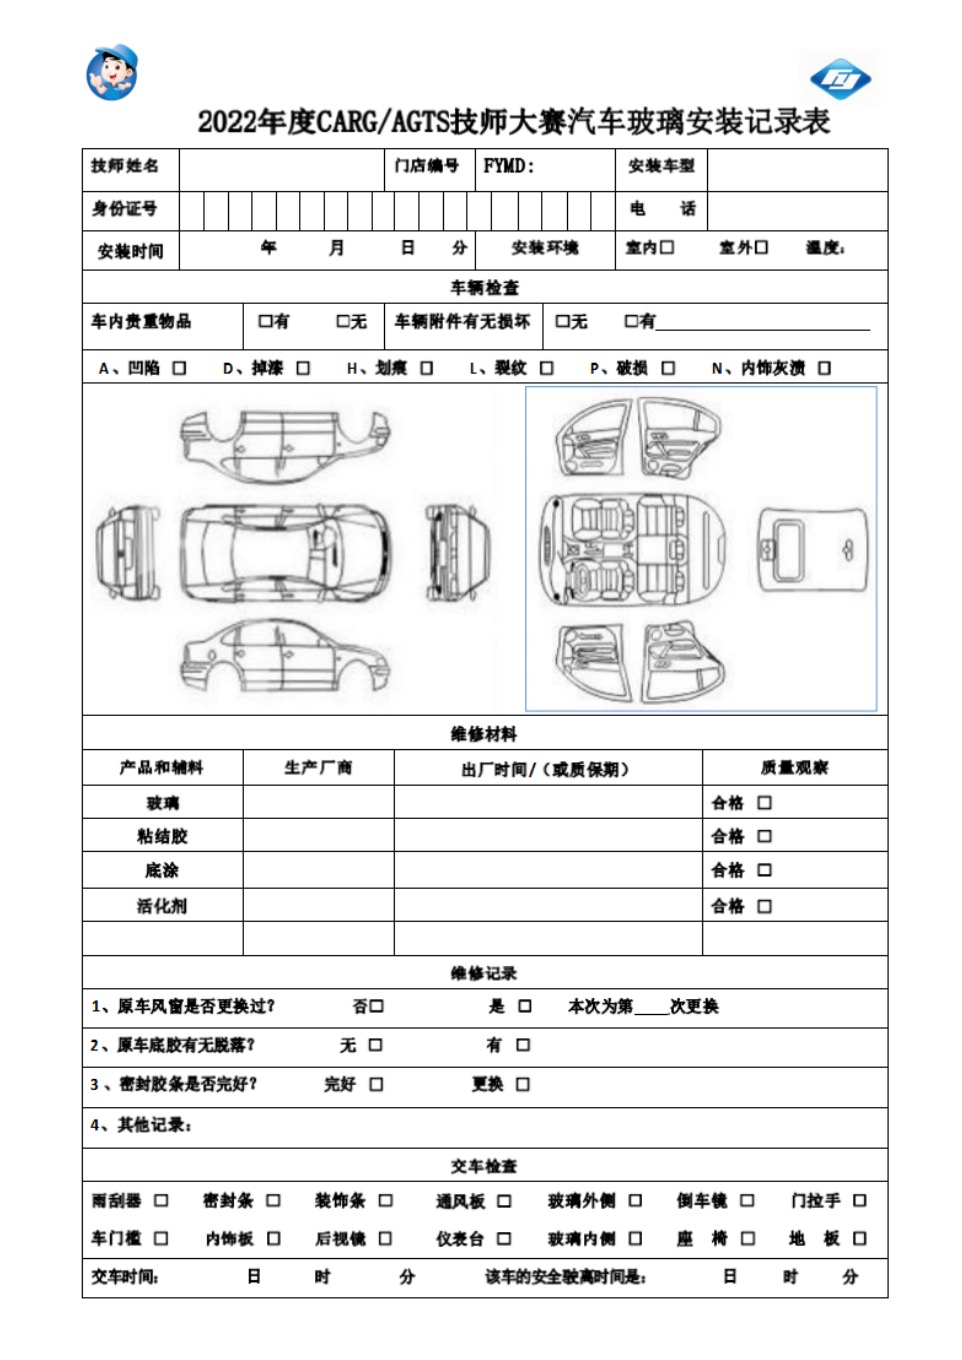 2022年度CARG/AGTS技师大赛汽车玻璃安装记录表
技师姓名 门店编号 FYMD: 安装车型
身份证号 电 话
安装时间 年 月 日 分 安装环境 室内□ 室外□ 温度:
车辆检查
车内贵重物品 □有 □无 车辆附件有无损坏 □无 □有
A、凹陷 □ D、掉漆 □ H、划痕 □ L、裂纹 □ P、破损 □ N、内饰灰渍 □
维修材料
产品和辅料 生产厂商 出厂时间/(或质保期) 质量观察
玻璃 合格 □
粘结胶 合格 □
底涂 合格 □
活化剂 合格 □
维修记录
1、原车风窗是否更换过? 否□ 是 □ 本次为第____次更换
2、原车底胶有无脱落? 无 □ 有 □
3、密封胶条是否完好? 完好 □ 更换 □
4、其他记录:
交车检查
雨刮器 □ 密封条 □ 装饰条 □ 通风板 □ 玻璃外侧 □ 倒车镜 □ 门拉手 □
车门槛 □ 内饰板 □ 后视镜 □ 仪表台 □ 玻璃内侧 □ 座 椅 □ 地 板 □
交车时间: 日 时 分 该车的安全驶离时间是: 日 时 分